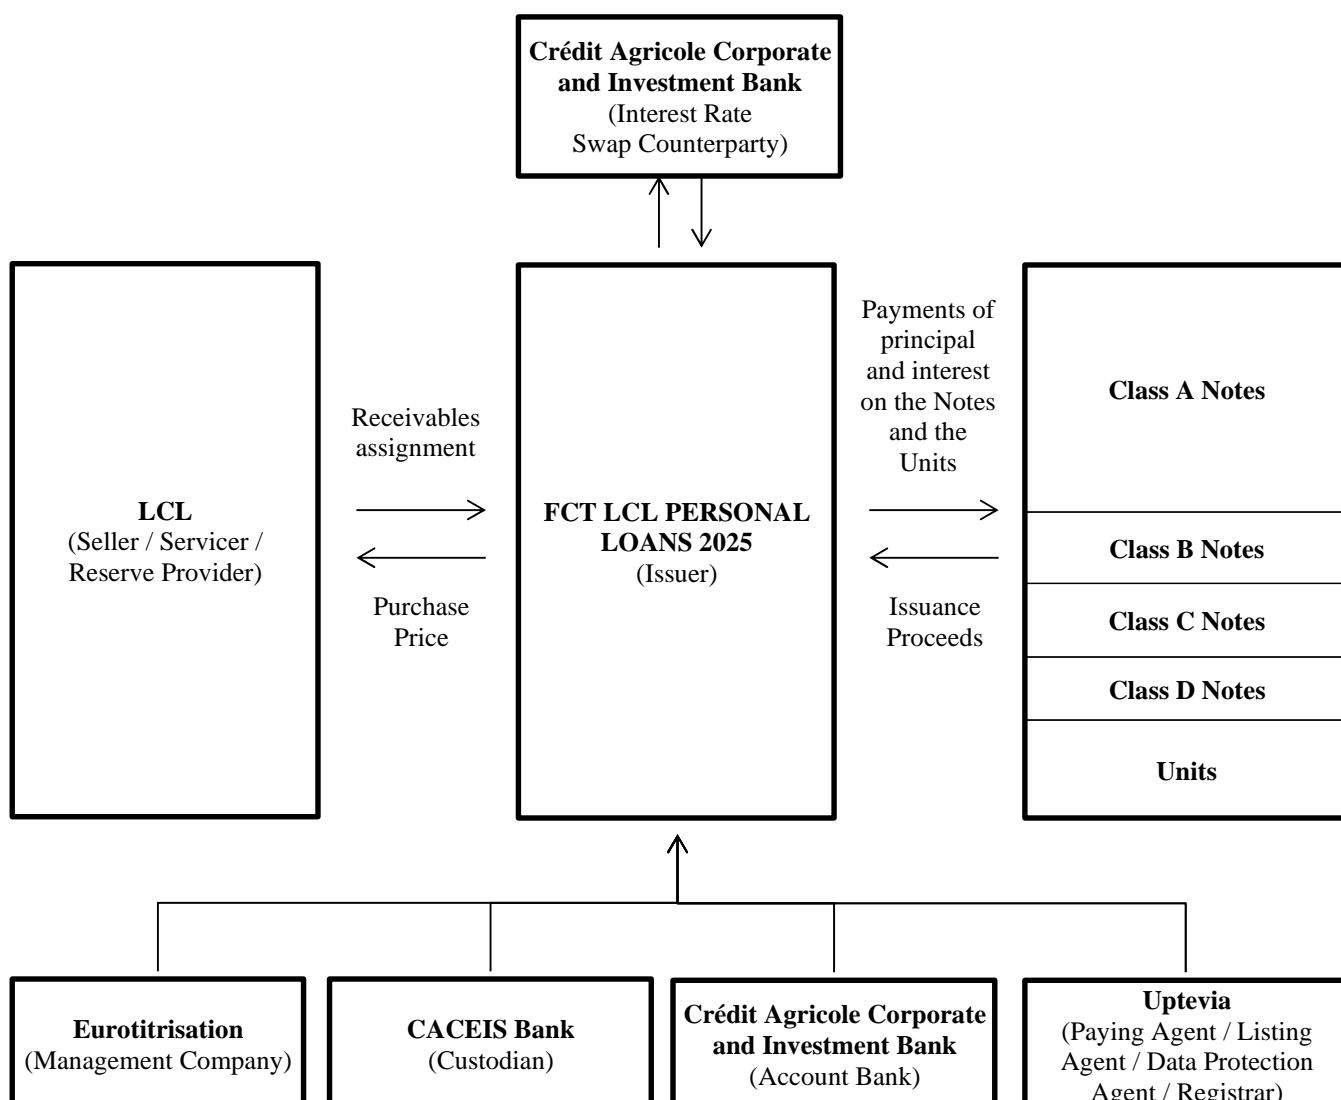 Crédit Agricole Corporate
and Investment Bank
(Interest Rate
Swap Counterparty)
LCL
(Seller / Servicer /
Reserve Provider)
Receivables
assignment
Purchase
Price
FCT LCL PERSONAL
LOANS 2025
(Issuer)
Payments of
principal
and interest
on the Notes
and the
Units
Issuance
Proceeds
Class A Notes
Class B Notes
Class C Notes
Class D Notes
Units
Eurotitrisation
(Management Company)
CACEIS Bank
(Custodian)
Crédit Agricole Corporate
and Investment Bank
(Account Bank)
Uptevia
(Paying Agent / Listing
Agent / Data Protection
Agent / Registrar)